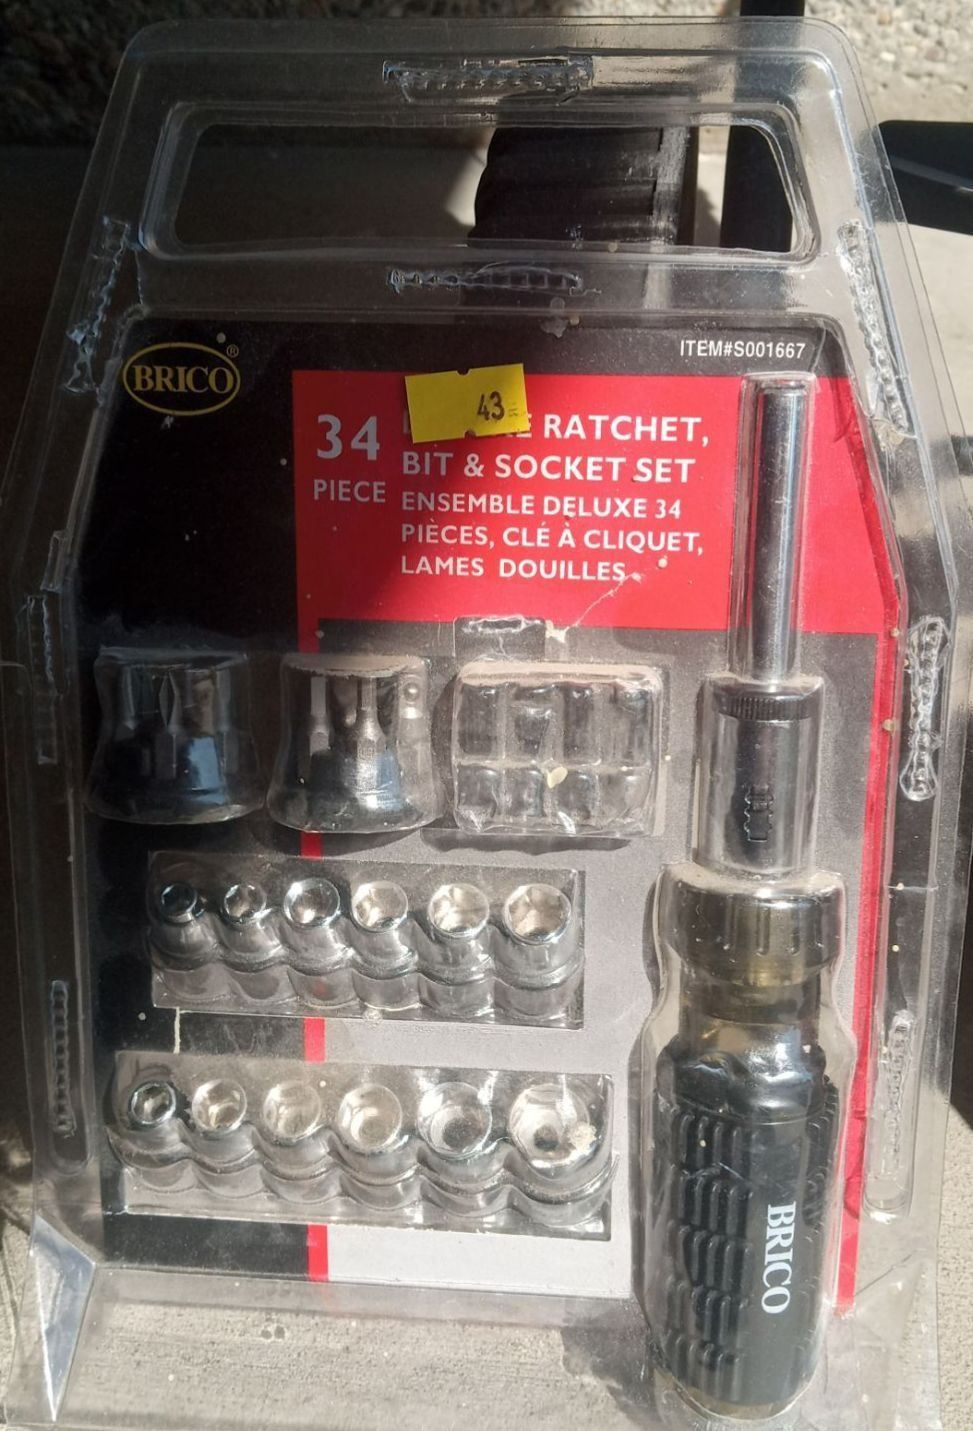 BRICO®
ITEM#S001667
43
34
PIECE
RATCHET,
BIT & SOCKET SET
ENSEMBLE DELUXE 34
PIÈCES, CLÉ À CLIQUET,
LAMES DOUILLES
BRICO